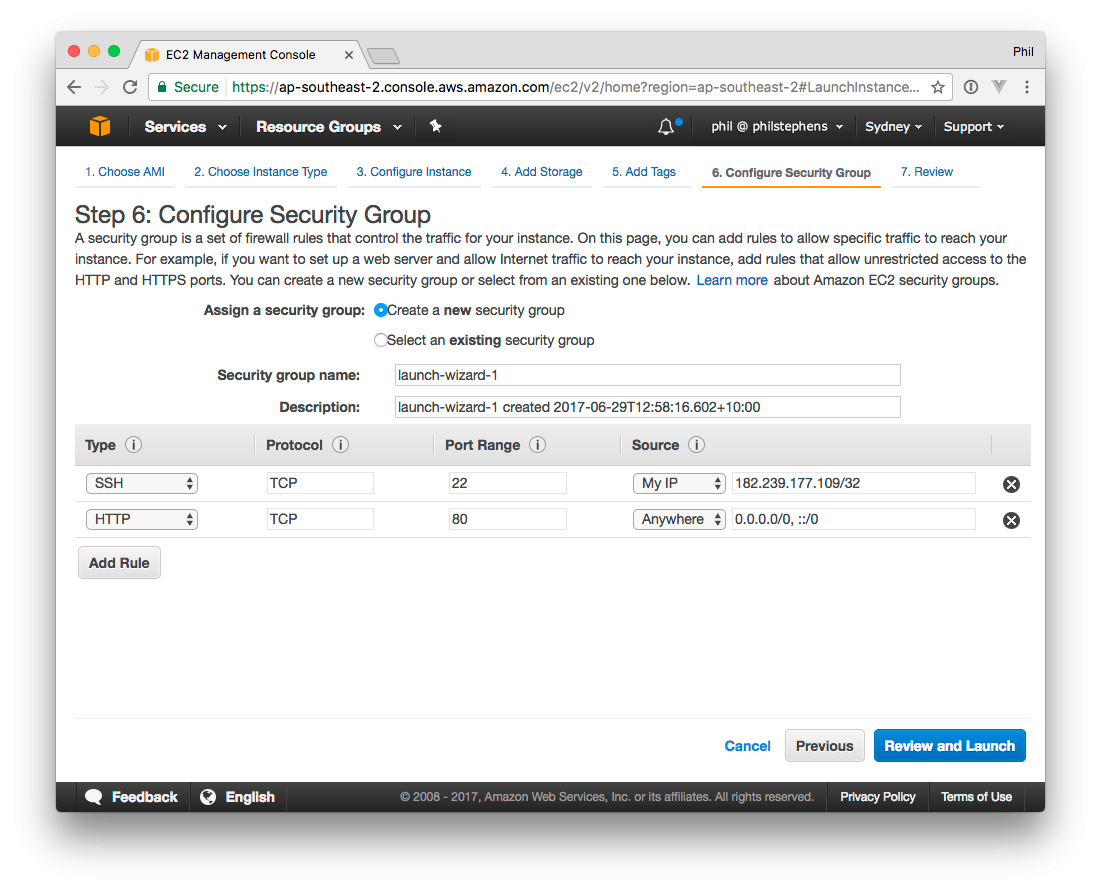 EC2 Management Console
Phil
Secure https://ap-southeast-2.console.aws.amazon.com/ec2/v2/home?region=ap-southeast-2#LaunchInstance...
Services Resource Groups phil @ philstephens Sydney Support
1. Choose AMI 2. Choose Instance Type 3. Configure Instance 4. Add Storage 5. Add Tags 6. Configure Security Group 7. Review
Step 6: Configure Security Group
A security group is a set of firewall rules that control the traffic for your instance. On this page, you can add rules to allow specific traffic to reach your
instance. For example, if you want to set up a web server and allow Internet traffic to reach your instance, add rules that allow unrestricted access to the
HTTP and HTTPS ports. You can create a new security group or select from an existing one below. Learn more about Amazon EC2 security groups.
Assign a security group: Create a new security group
Select an existing security group
Security group name: launch-wizard-1
Description: launch-wizard-1 created 2017-06-29T12:58:16.602+10:00
Type i Protocol i Port Range i Source i
SSH TCP 22 My IP 182.239.177.109/32
HTTP TCP 80 Anywhere 0.0.0.0/0, ::/0
Add Rule
Cancel Previous Review and Launch
Feedback English © 2008 - 2017, Amazon Web Services, Inc. or its affiliates. All rights reserved. Privacy Policy Terms of Use